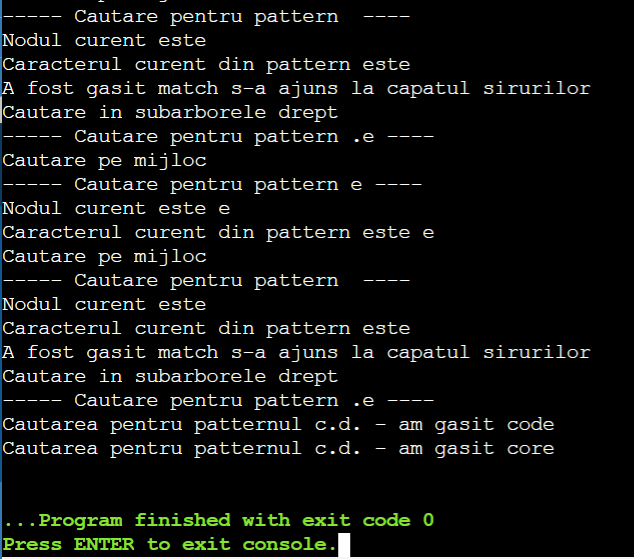 ----- Cautare pentru pattern  ----
Nodul curent este
Caracterul curent din pattern este
A fost gasit match s-a ajuns la capatul sirurilor
Cautare in subarborele drept
----- Cautare pentru pattern .e ----
Cautare pe mijloc
----- Cautare pentru pattern e ----
Nodul curent este e
Caracterul curent din pattern este e
Cautare pe mijloc
----- Cautare pentru pattern  ----
Nodul curent este
Caracterul curent din pattern este
A fost gasit match s-a ajuns la capatul sirurilor
Cautare in subarborele drept
----- Cautare pentru pattern .e ----
Cautarea pentru patternul c.d. - am gasit code
Cautarea pentru patternul c.d. - am gasit core
...Program finished with exit code 0
Press ENTER to exit console.